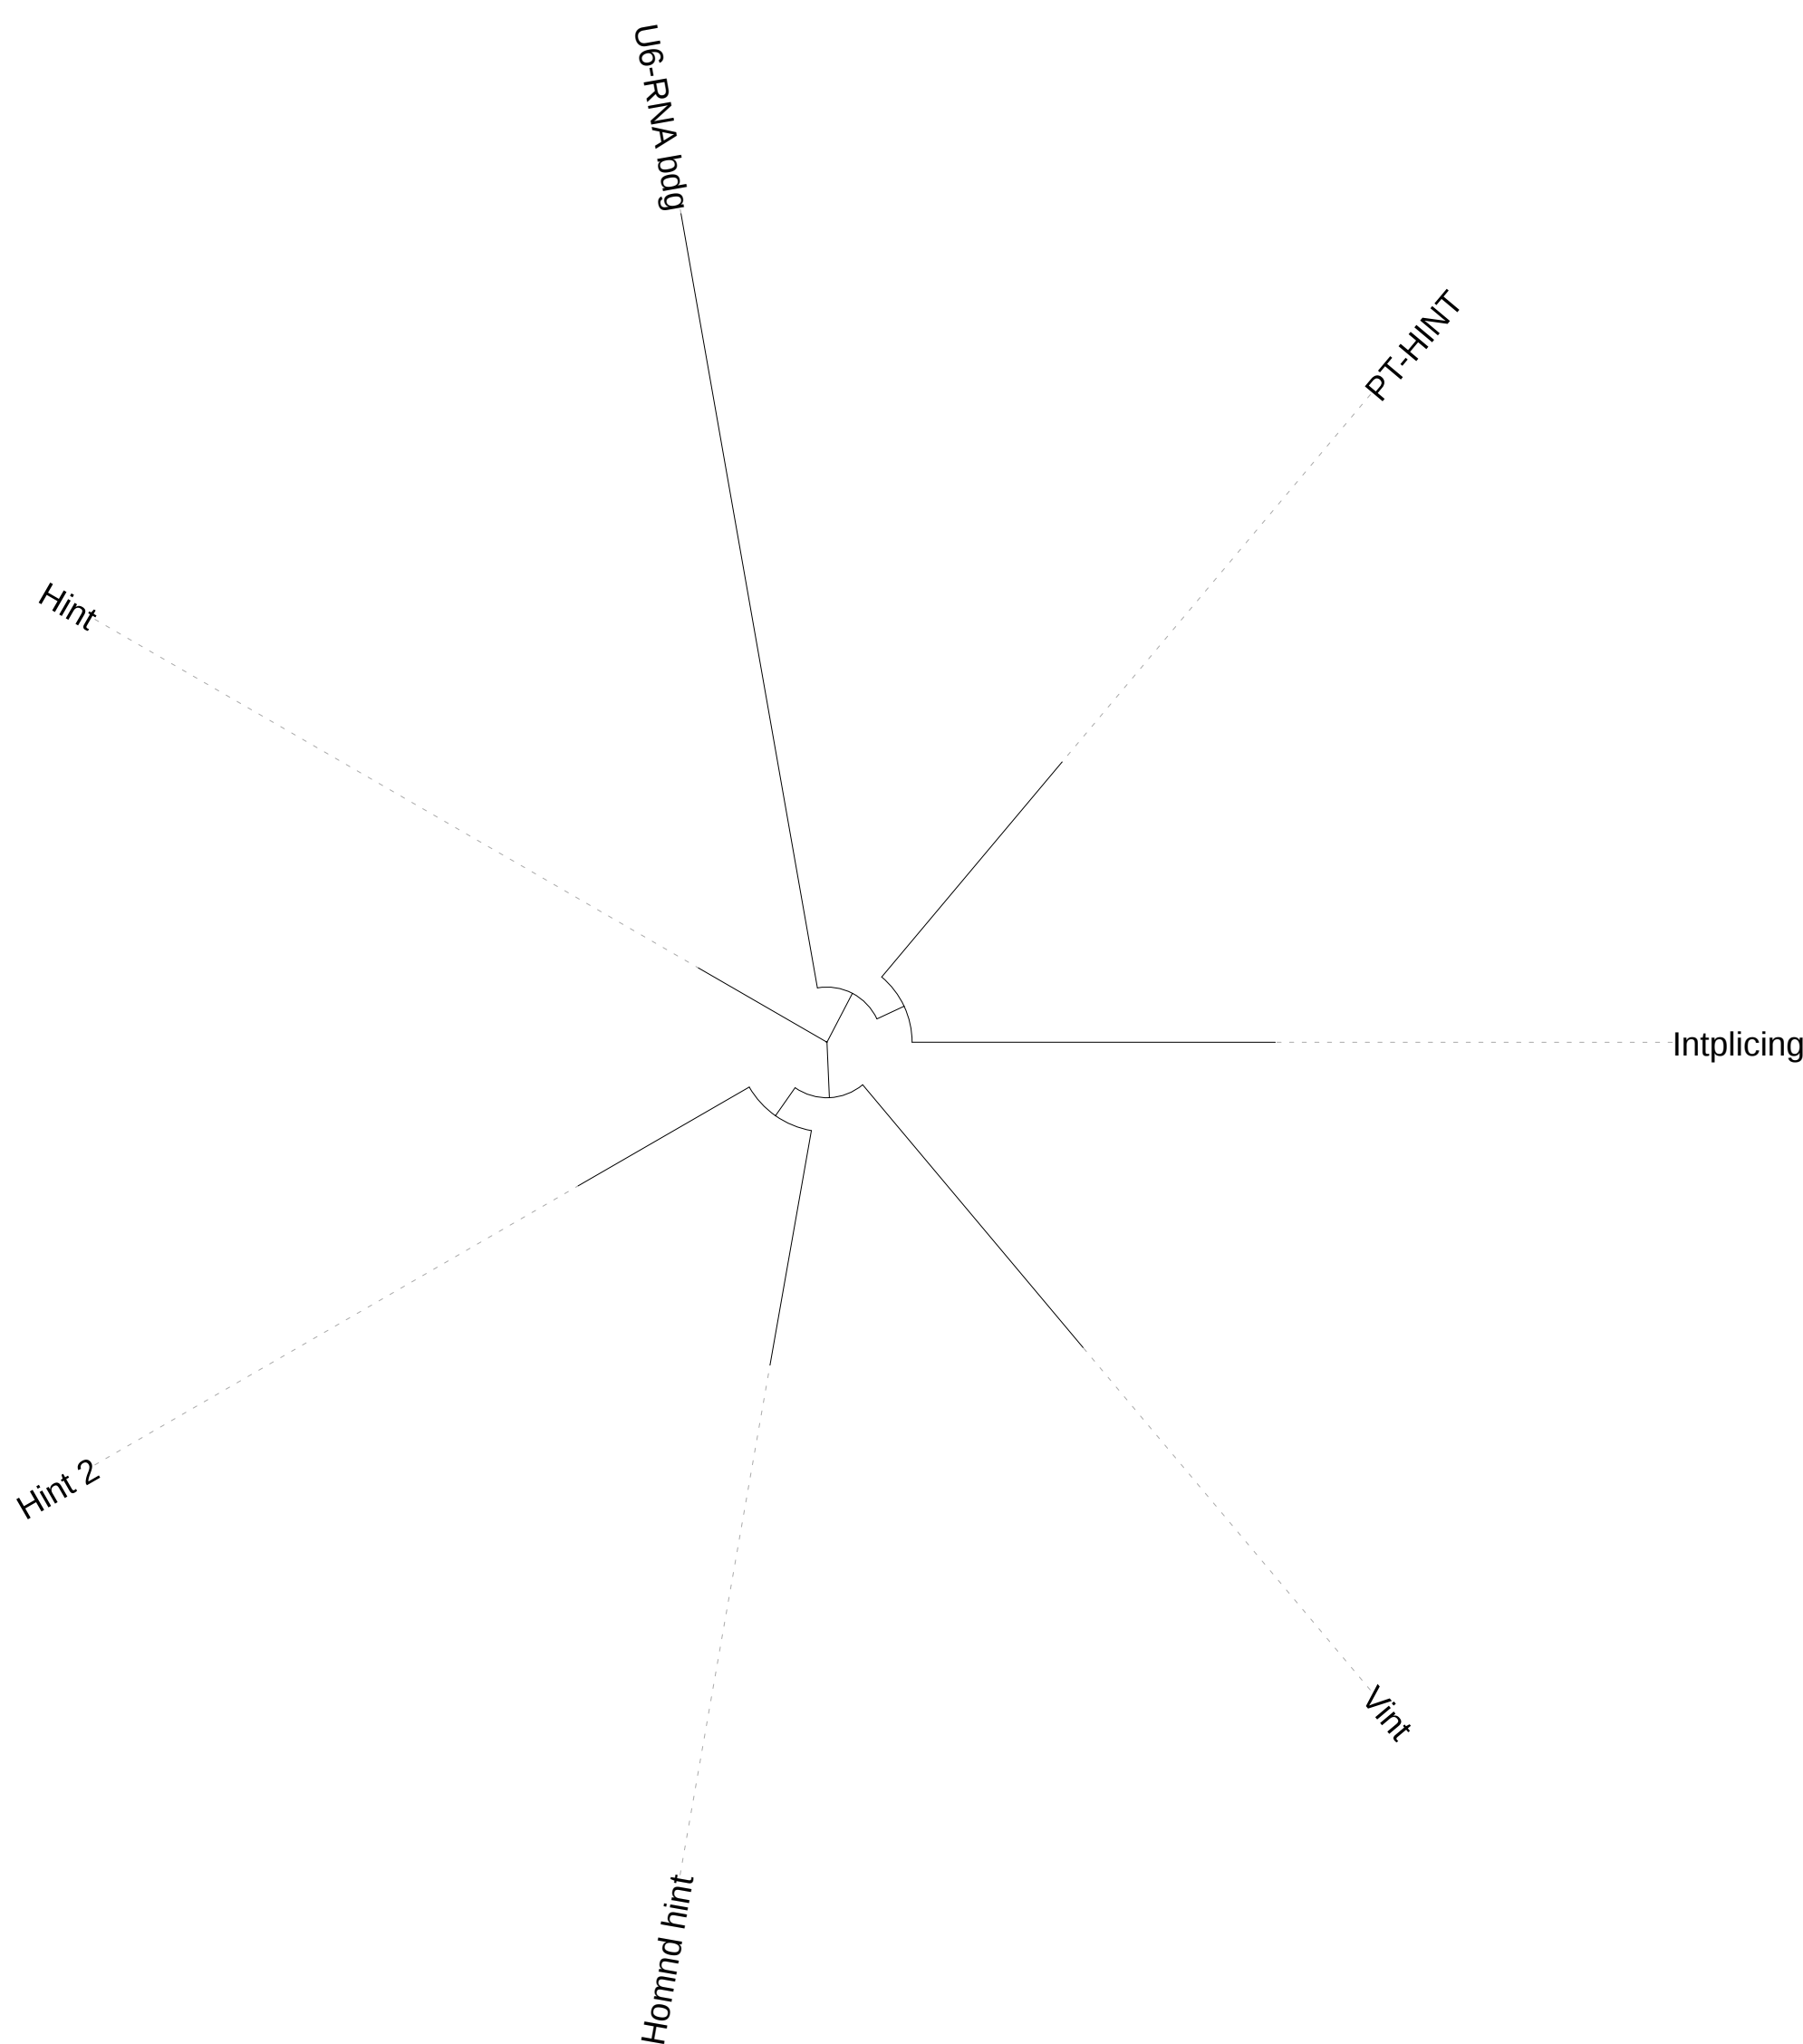 U6-RNA bdg
PT-HINT
Hint
Intplicing
Hint 2
Vint
Homnd hint